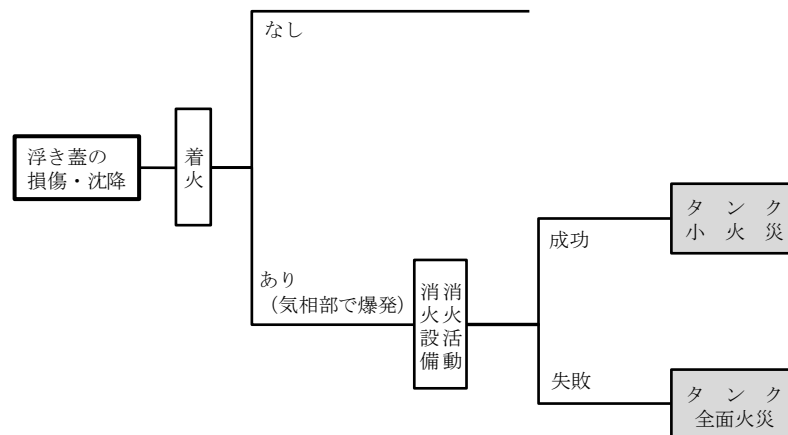 なし
浮き蓋の
損傷・沈降
着火
あり
（気相部で爆発）
消火設備
消火活動
成功
タンク
小火災
失敗
タンク
全面火災